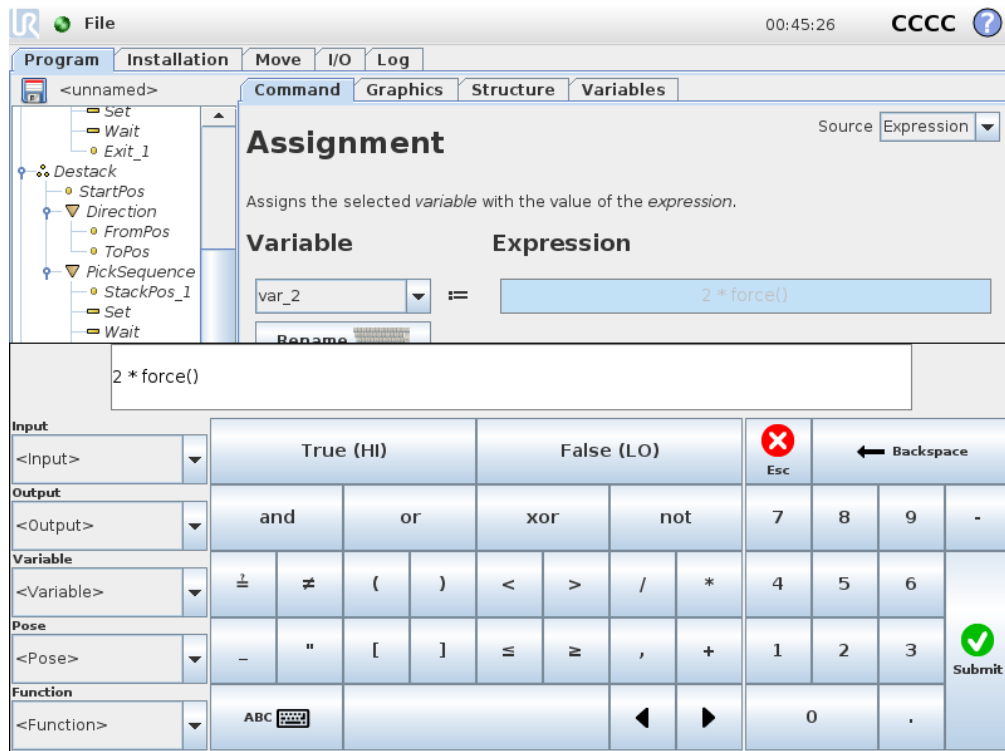 UR File 00:45:26 CCCC ?
Program Installation Move I/O Log
<unnamed> Command Graphics Structure Variables
Set
Wait
Exit_1
Destack
StartPos
Direction
FromPos
ToPos
PickSequence
StackPos_1
Set
Wait
Assignment
Source Expression
Assigns the selected variable with the value of the expression.
Variable Expression
var_2 := 2 * force()
Rename
2 * force()
Input
<Input>
Output
<Output>
Variable
<Variable>
Pose
<Pose>
Function
<Function>
True (HI) False (LO) Esc Backspace
and or xor not 7 8 9 -
≟ ≠ ( ) < > / * 4 5 6
_ " [ ] ≤ ≥ , + 1 2 3 Submit
ABC 0 .